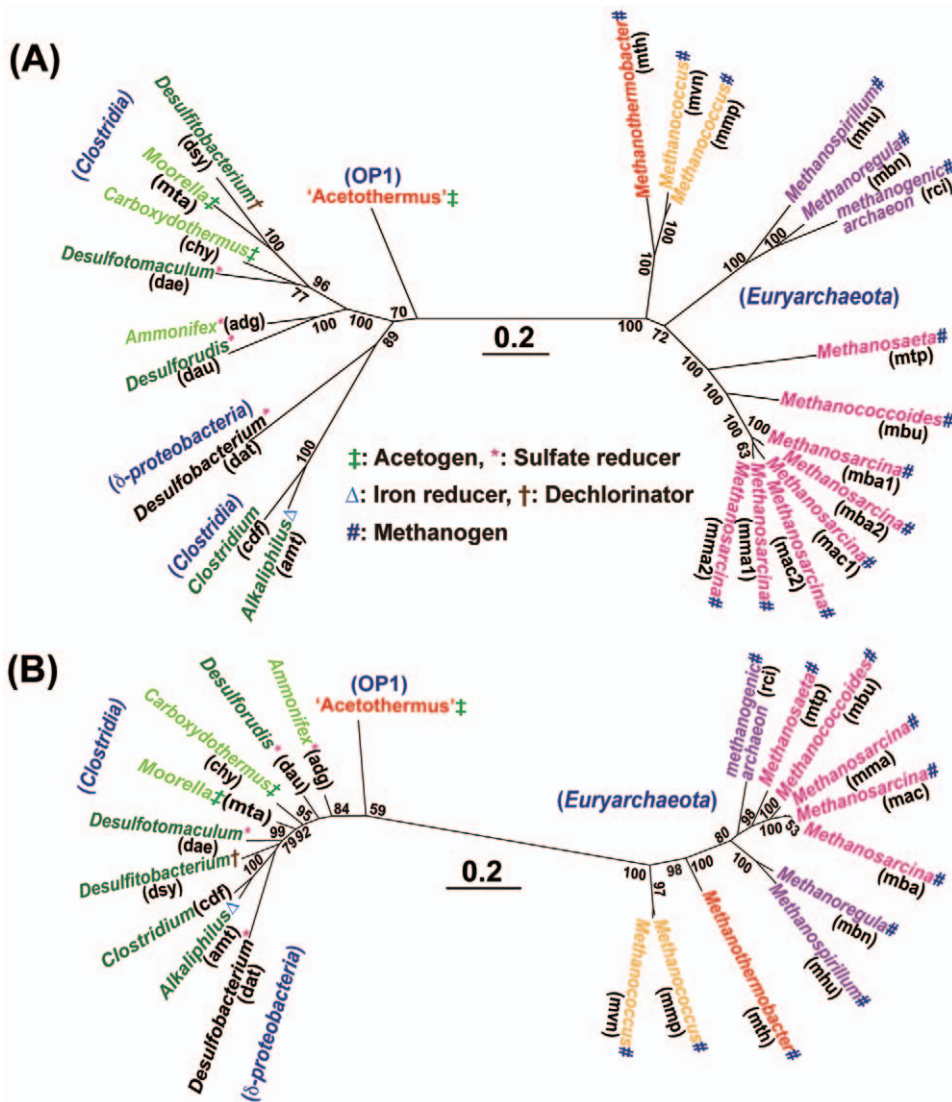 (A)
(Clostridia)
Desulfitobacterium†
(dsy)
Moorella‡
(mta)
Carboxydothermus‡
(chy)
Desulfotomaculum*
(dae)
Ammonifex* (adg)
Desulforudis*
(dau)
(δ-proteobacteria)
Desulfobacterium*
(dat)
(Clostridia)
Clostridium
(cdf)
Alkaliphilus△
(amt)
(OP1)
'Acetothermus'‡
100
96
77
100
100
70
89
100
0.2
Methanothermobacter#
(mth)
Methanococcus#
(mvn)
Methanococcus#
(mmp)
Methanospirillum#
(mhu)
Methanoregula#
(mbn)
methanogenic#
archaeon (rci)
(Euryarchaeota)
Methanosaeta#
(mtp)
Methanococcoides#
(mbu)
Methanosarcina#
(mba1)
Methanosarcina#
(mba2)
Methanosarcina#
(mac1)
Methanosarcina#
(mac2)
Methanosarcina#
(mma1)
Methanosarcina#
(mma2)
100
100
100
72
100
100
100
100
100
100
63
‡: Acetogen, *: Sulfate reducer
△: Iron reducer, †: Dechlorinator
#: Methanogen
(B)
(Clostridia)
Ammonifex*
(adg)
Desulforudis*
(dau)
Carboxydothermus‡
(chy)
Moorella‡ (mta)
Desulfotomaculum*
(dae)
Desulfitobacterium†
(dsy)
Clostridium (cdf)
Alkaliphilus△
(amt)
Desulfobacterium*
(dat)
(δ-proteobacteria)
(OP1)
'Acetothermus'‡
84
59
95
99
92
79
100
0.2
(Euryarchaeota)
methanogenic#
archaeon
(rci)
Methanosaeta#
(mtp)
Methanococcoides#
(mbu)
Methanosarcina#
(mma)
Methanosarcina#
(mac)
Methanosarcina#
(mba)
Methanoregula#
(mbn)
Methanospirillum#
(mhu)
Methanothermobacter#
(mth)
Methanococcus#
(mmp)
Methanococcus#
(mvn)
100
97
98
100
80
98
100
100
53
100